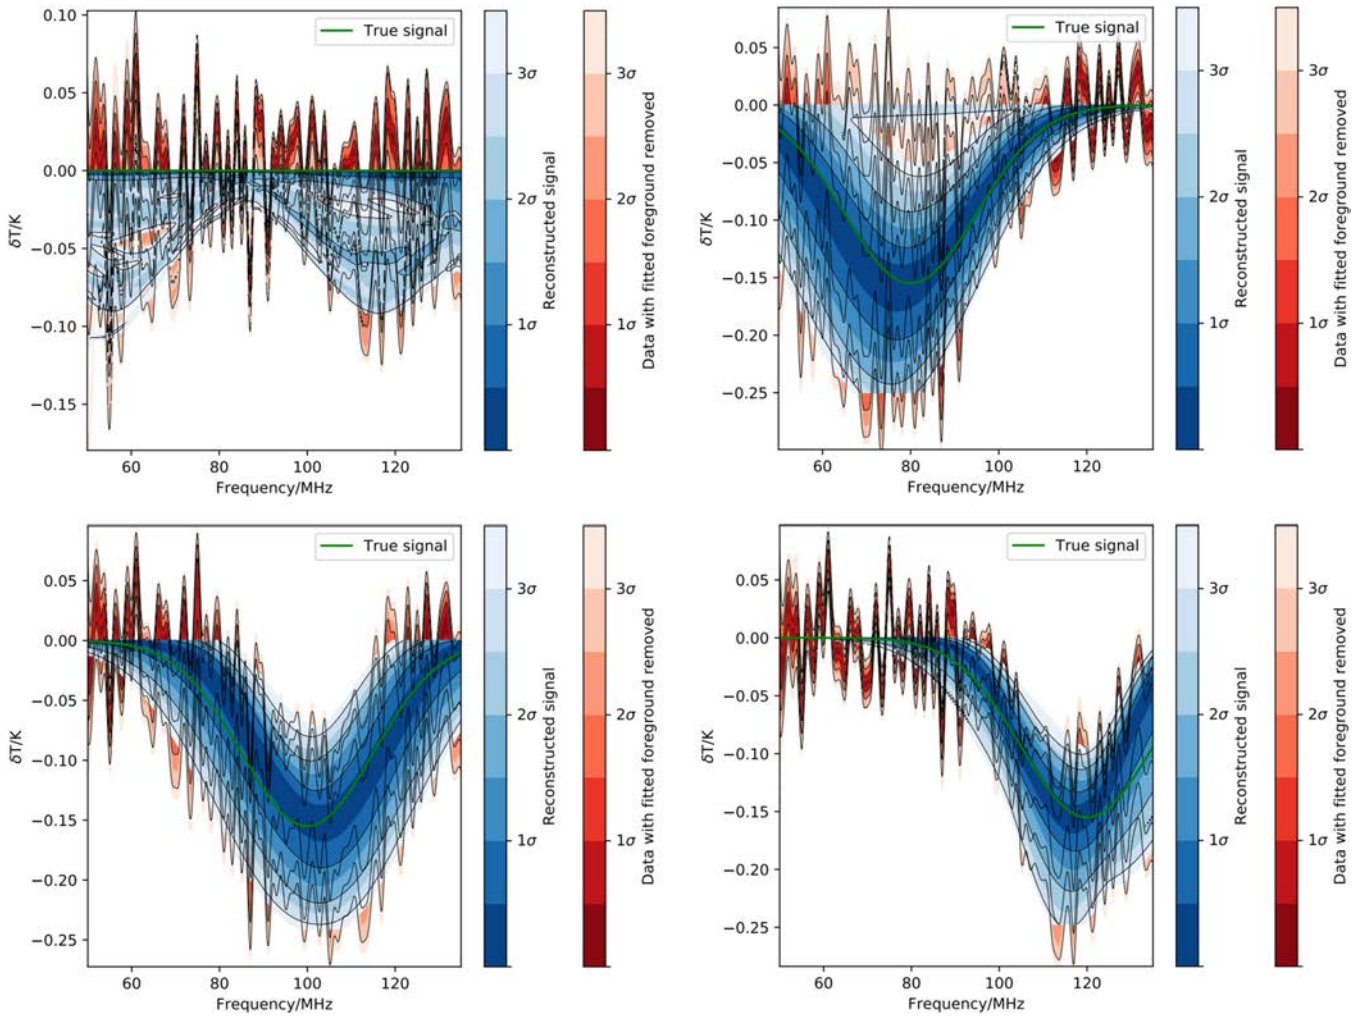 True signal
0.10
0.05
0.00
−0.05
−0.10
−0.15
δT/K
60
80
100
120
Frequency/MHz
3σ
2σ
1σ
Reconstructed signal
3σ
2σ
1σ
Data with fitted foreground removed
True signal
0.05
0.00
−0.05
−0.10
−0.15
−0.20
−0.25
δT/K
60
80
100
120
Frequency/MHz
3σ
2σ
1σ
Reconstructed signal
3σ
2σ
1σ
Data with fitted foreground removed
True signal
0.05
0.00
−0.05
−0.10
−0.15
−0.20
−0.25
δT/K
60
80
100
120
Frequency/MHz
3σ
2σ
1σ
Reconstructed signal
3σ
2σ
1σ
Data with fitted foreground removed
True signal
0.05
0.00
−0.05
−0.10
−0.15
−0.20
−0.25
δT/K
60
80
100
120
Frequency/MHz
3σ
2σ
1σ
Reconstructed signal
3σ
2σ
1σ
Data with fitted foreground removed